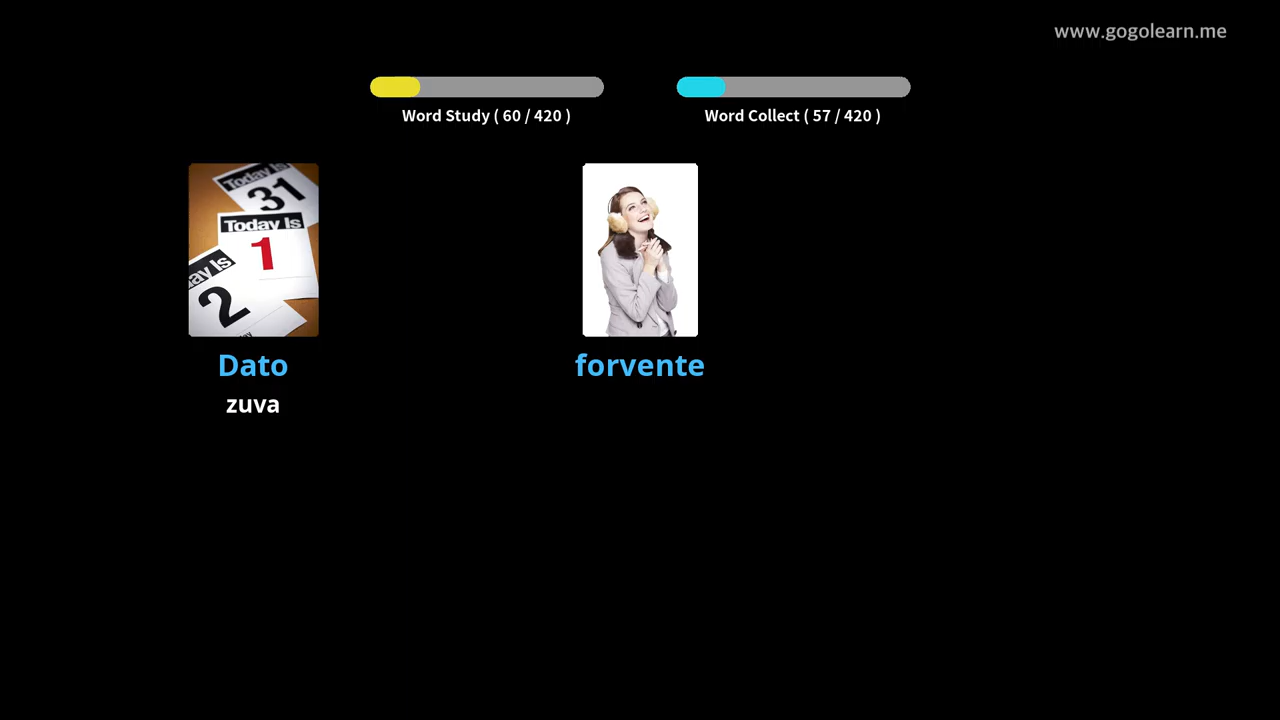 www.gogolearn.me
Word Study ( 60 / 420 )
Word Collect ( 57 / 420 )
Today Is
31
Today Is
1
ay Is
2
Dato
forvente
zuva